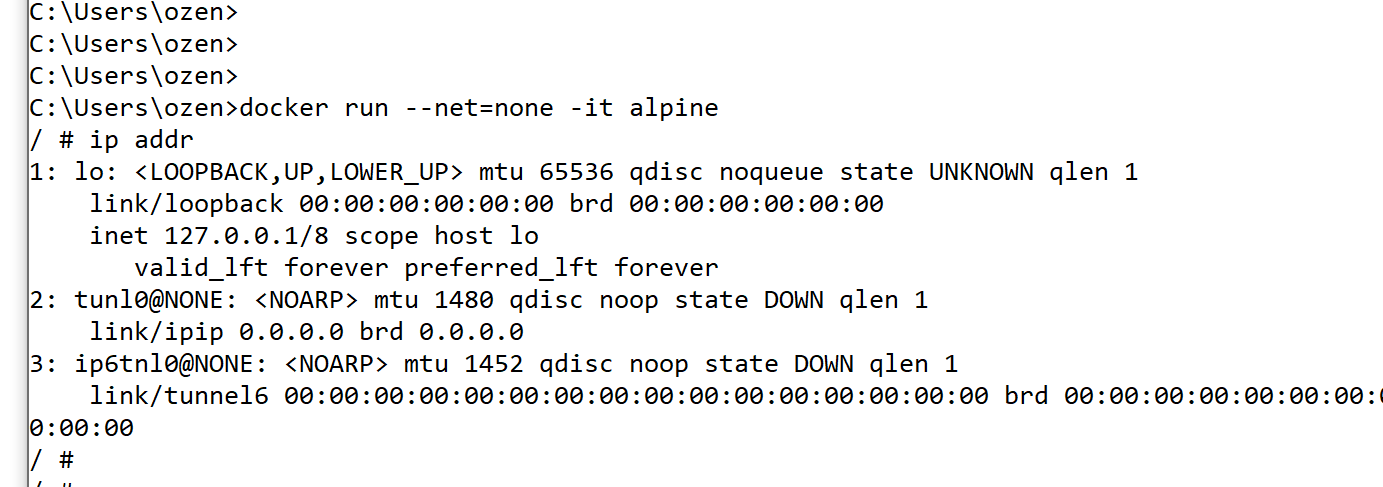 C:\Users\ozen>
C:\Users\ozen>
C:\Users\ozen>
C:\Users\ozen>docker run --net=none -it alpine
/ # ip addr
1: lo: <LOOPBACK,UP,LOWER_UP> mtu 65536 qdisc noqueue state UNKNOWN qlen 1
    link/loopback 00:00:00:00:00:00 brd 00:00:00:00:00:00
    inet 127.0.0.1/8 scope host lo
       valid_lft forever preferred_lft forever
2: tunl0@NONE: <NOARP> mtu 1480 qdisc noop state DOWN qlen 1
    link/ipip 0.0.0.0 brd 0.0.0.0
3: ip6tnl0@NONE: <NOARP> mtu 1452 qdisc noop state DOWN qlen 1
    link/tunnel6 00:00:00:00:00:00:00:00:00:00:00:00:00:00:00:00 brd 00:00:00:00:00:00:00:
0:00:00
/ #
/ #